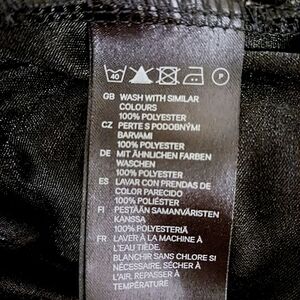 40 P
GB WASH WITH SIMILAR
COLOURS
100% POLYESTER
CZ PERTE S PODOBNÝMI
BARVAMI
100% POLYESTER
DE MIT ÄHNLICHEN FARBEN
WASCHEN
100% POLYESTER
ES LAVAR CON PRENDAS DE
COLOR PARECIDO
100% POLIÉSTER
FI PESTÄÄN SAMANVÄRISTEN
KANSSA
100% POLYESTERIÄ
FR LAVER À LA MACHINE À
L'EAU TIÈDE.
BLANCHIR SANS CHLORE SI
NÉCESSAIRE. SÉCHER À
L'AIR. REPASSER À
TEMPÉRATURE